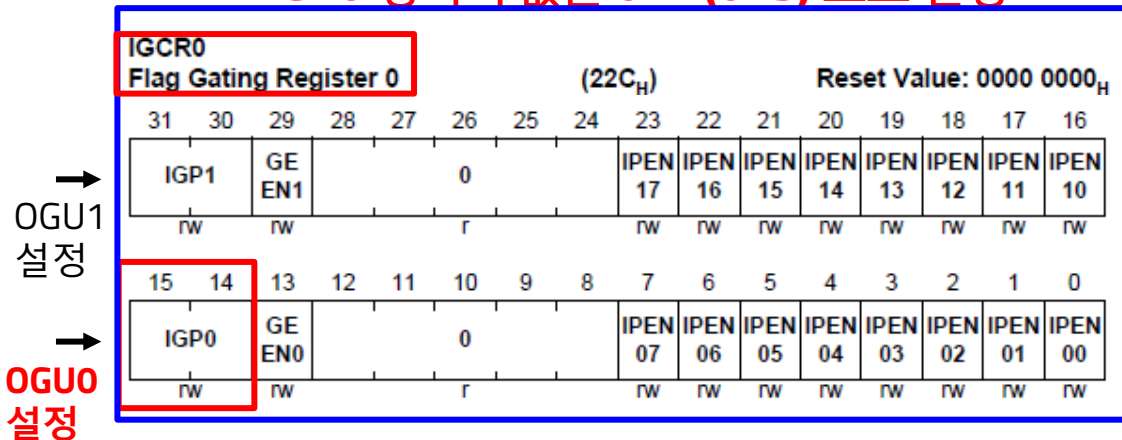 IGCR0
Flag Gating Register 0 (22C_H) Reset Value: 0000 0000_H
31 30 29 28 27 26 25 24 23 22 21 20 19 18 17 16
IGP1 GE EN1 0 IPEN 17 IPEN 16 IPEN 15 IPEN 14 IPEN 13 IPEN 12 IPEN 11 IPEN 10
rw rw r rw rw rw rw rw rw rw rw
OGU1
설정
15 14 13 12 11 10 9 8 7 6 5 4 3 2 1 0
IGP0 GE EN0 0 IPEN 07 IPEN 06 IPEN 05 IPEN 04 IPEN 03 IPEN 02 IPEN 01 IPEN 00
rw rw r rw rw rw rw rw rw rw rw
OGU0
설정